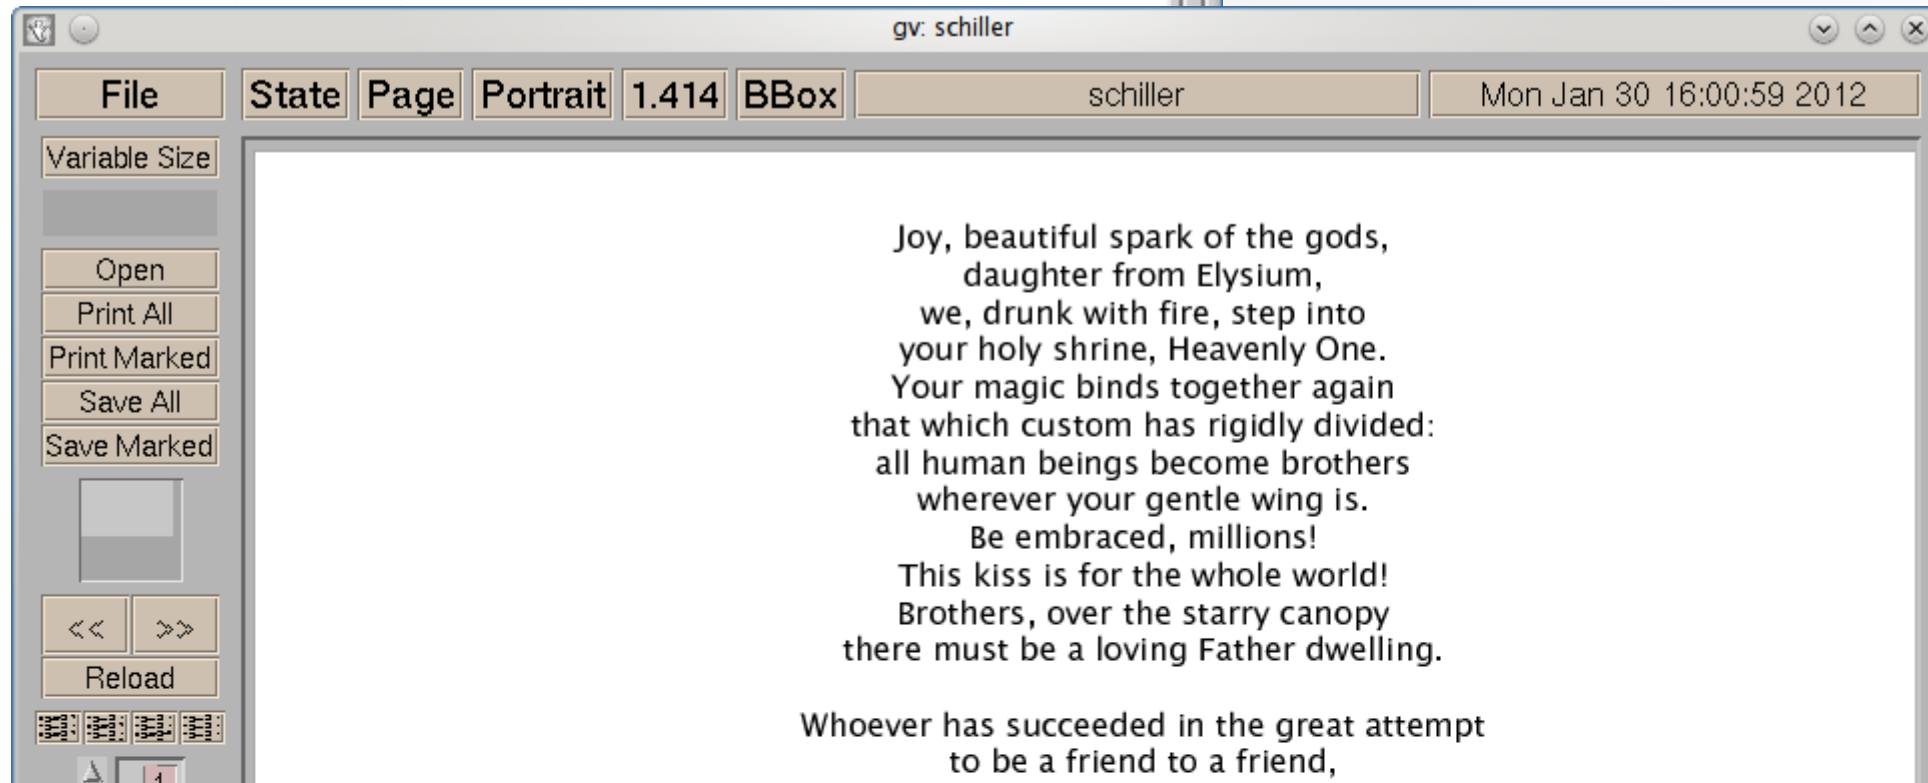 gv: schiller
File State Page Portrait 1.414 BBox schiller Mon Jan 30 16:00:59 2012
Variable Size
Open
Print All
Print Marked
Save All
Save Marked
<< >>
Reload
1
Joy, beautiful spark of the gods,
daughter from Elysium,
we, drunk with fire, step into
your holy shrine, Heavenly One.
Your magic binds together again
that which custom has rigidly divided:
all human beings become brothers
wherever your gentle wing is.
Be embraced, millions!
This kiss is for the whole world!
Brothers, over the starry canopy
there must be a loving Father dwelling.
Whoever has succeeded in the great attempt
to be a friend to a friend,